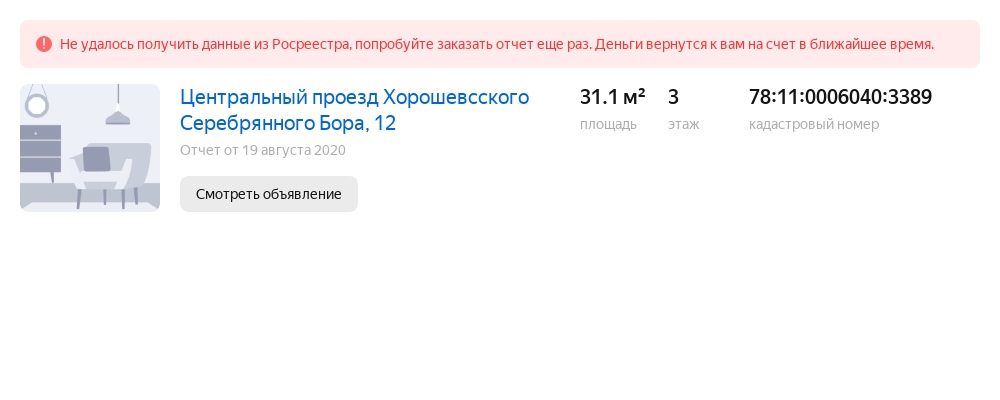 Не удалось получить данные из Росреестра, попробуйте заказать отчет еще раз. Деньги вернутся к вам на счет в ближайшее время.
Центральный проезд Хорошевсского
Серебрянного Бора, 12
Отчет от 19 августа 2020
Смотреть объявление
31.1 м²
площадь
3
этаж
78:11:0006040:3389
кадастровый номер